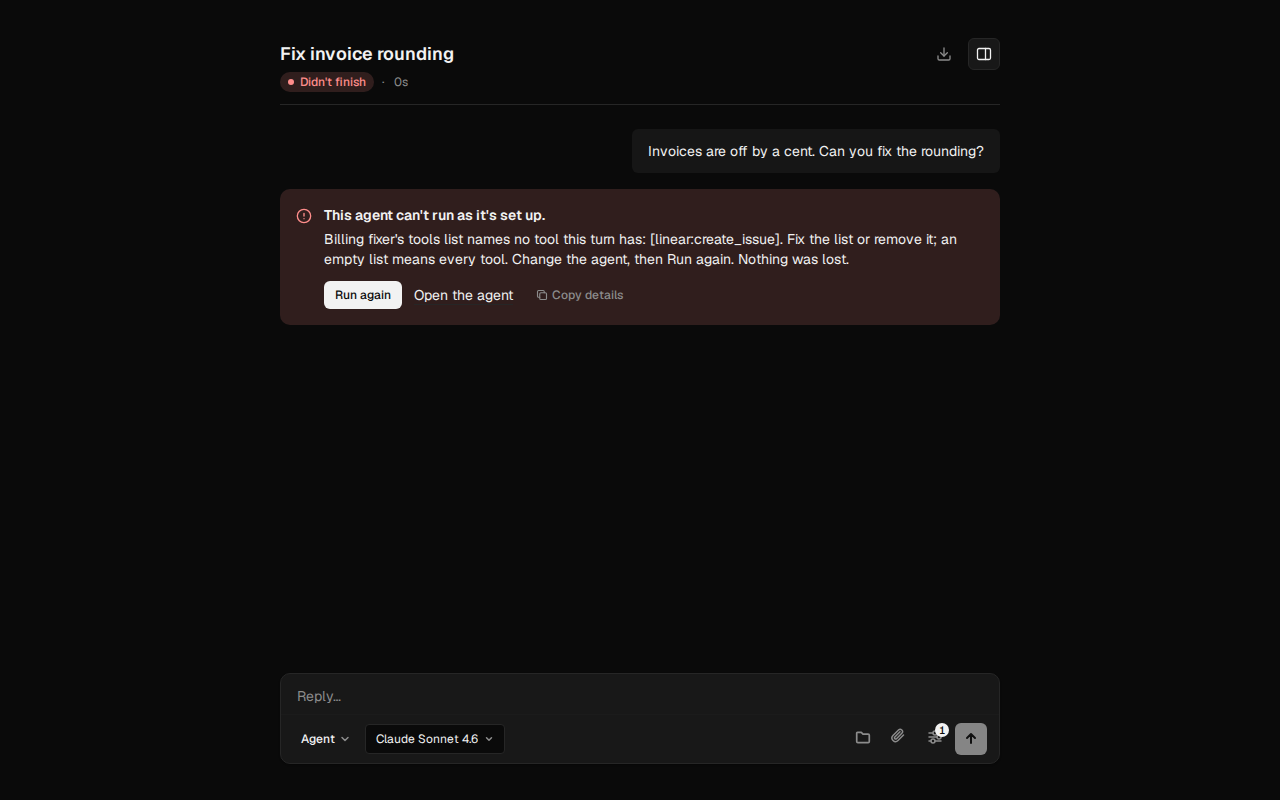 Fix invoice rounding
Didn't finish · 0s
Invoices are off by a cent. Can you fix the rounding?
This agent can't run as it's set up.
Billing fixer's tools list names no tool this turn has: [linear:create_issue]. Fix the list or remove it; an
empty list means every tool. Change the agent, then Run again. Nothing was lost.
Run again Open the agent Copy details
Reply...
Agent Claude Sonnet 4.6 1